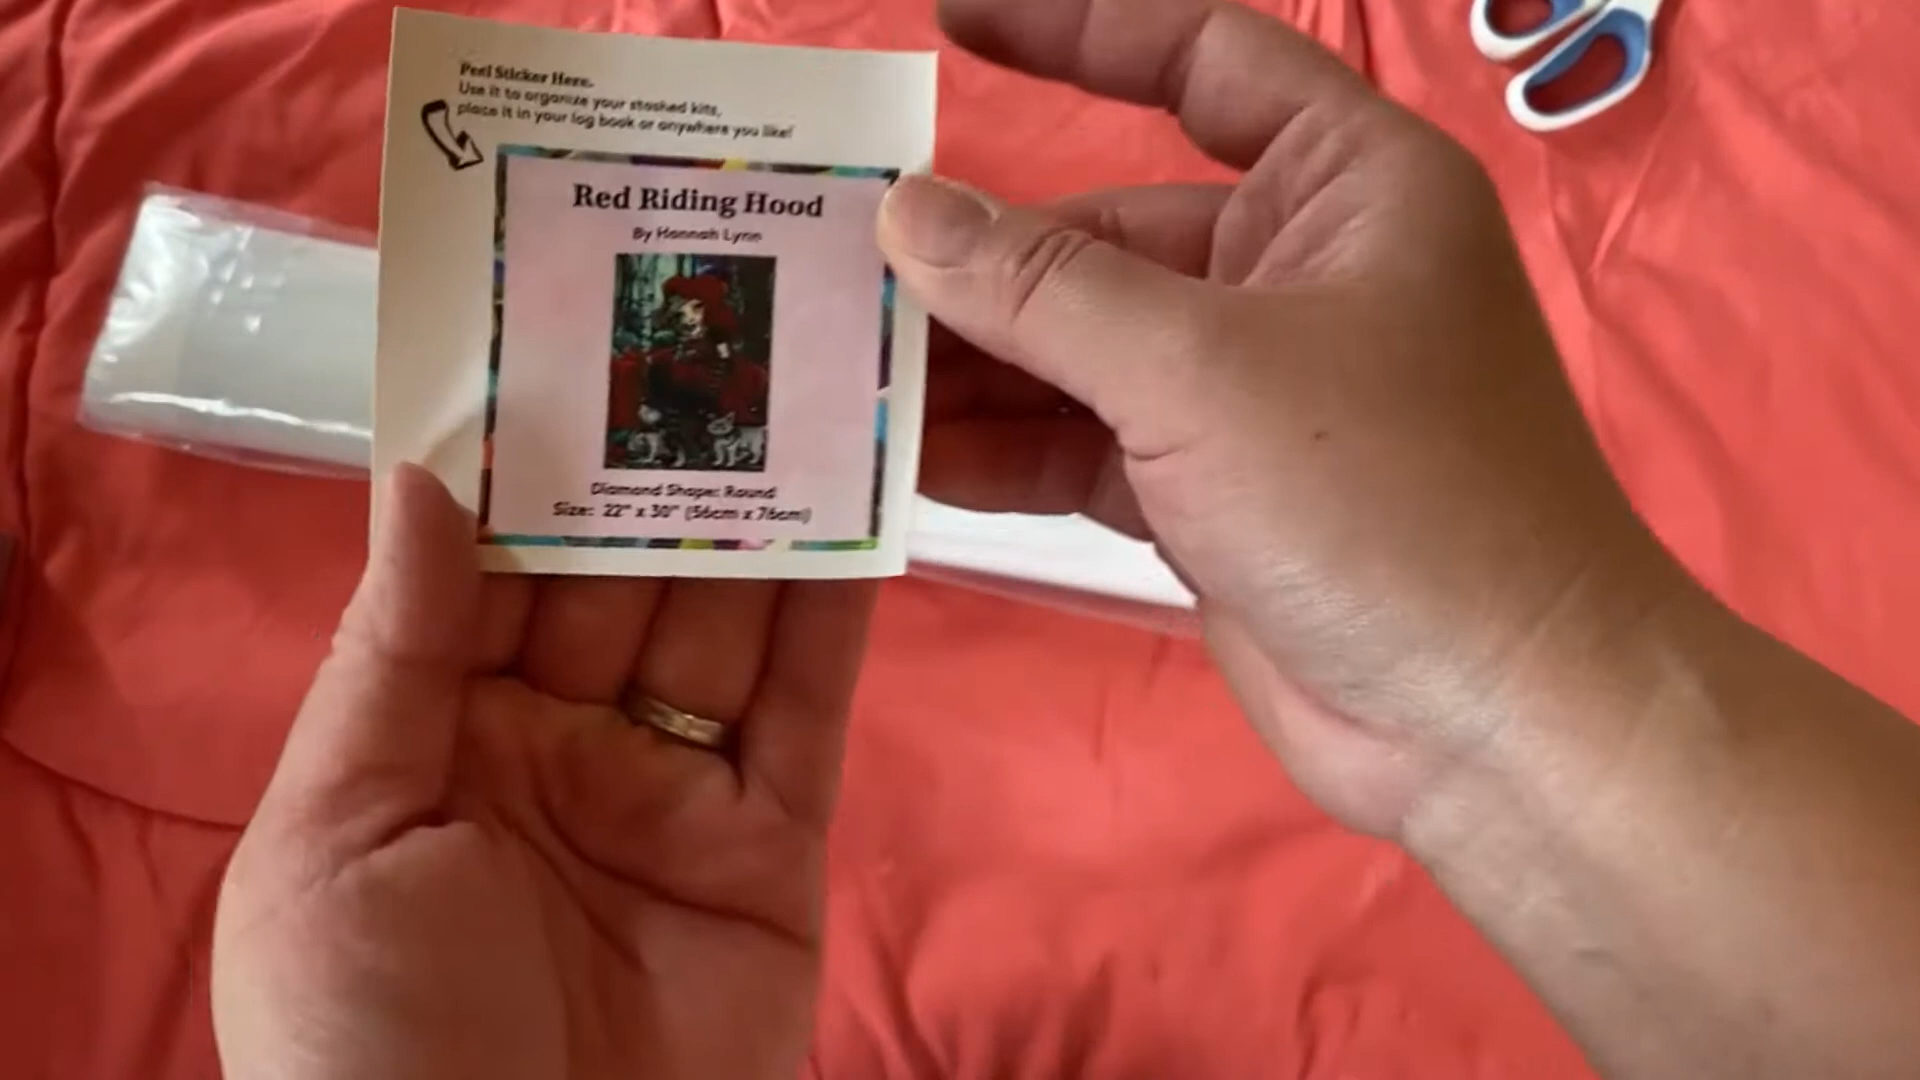 Peel Sticker Here.
Use it to organize your stashed kits,
place it in your log book or anywhere you like!
Red Riding Hood
By Hannah Lynn
Diamond Shape: Round
Size: 22" x 30" (56cm x 76cm)